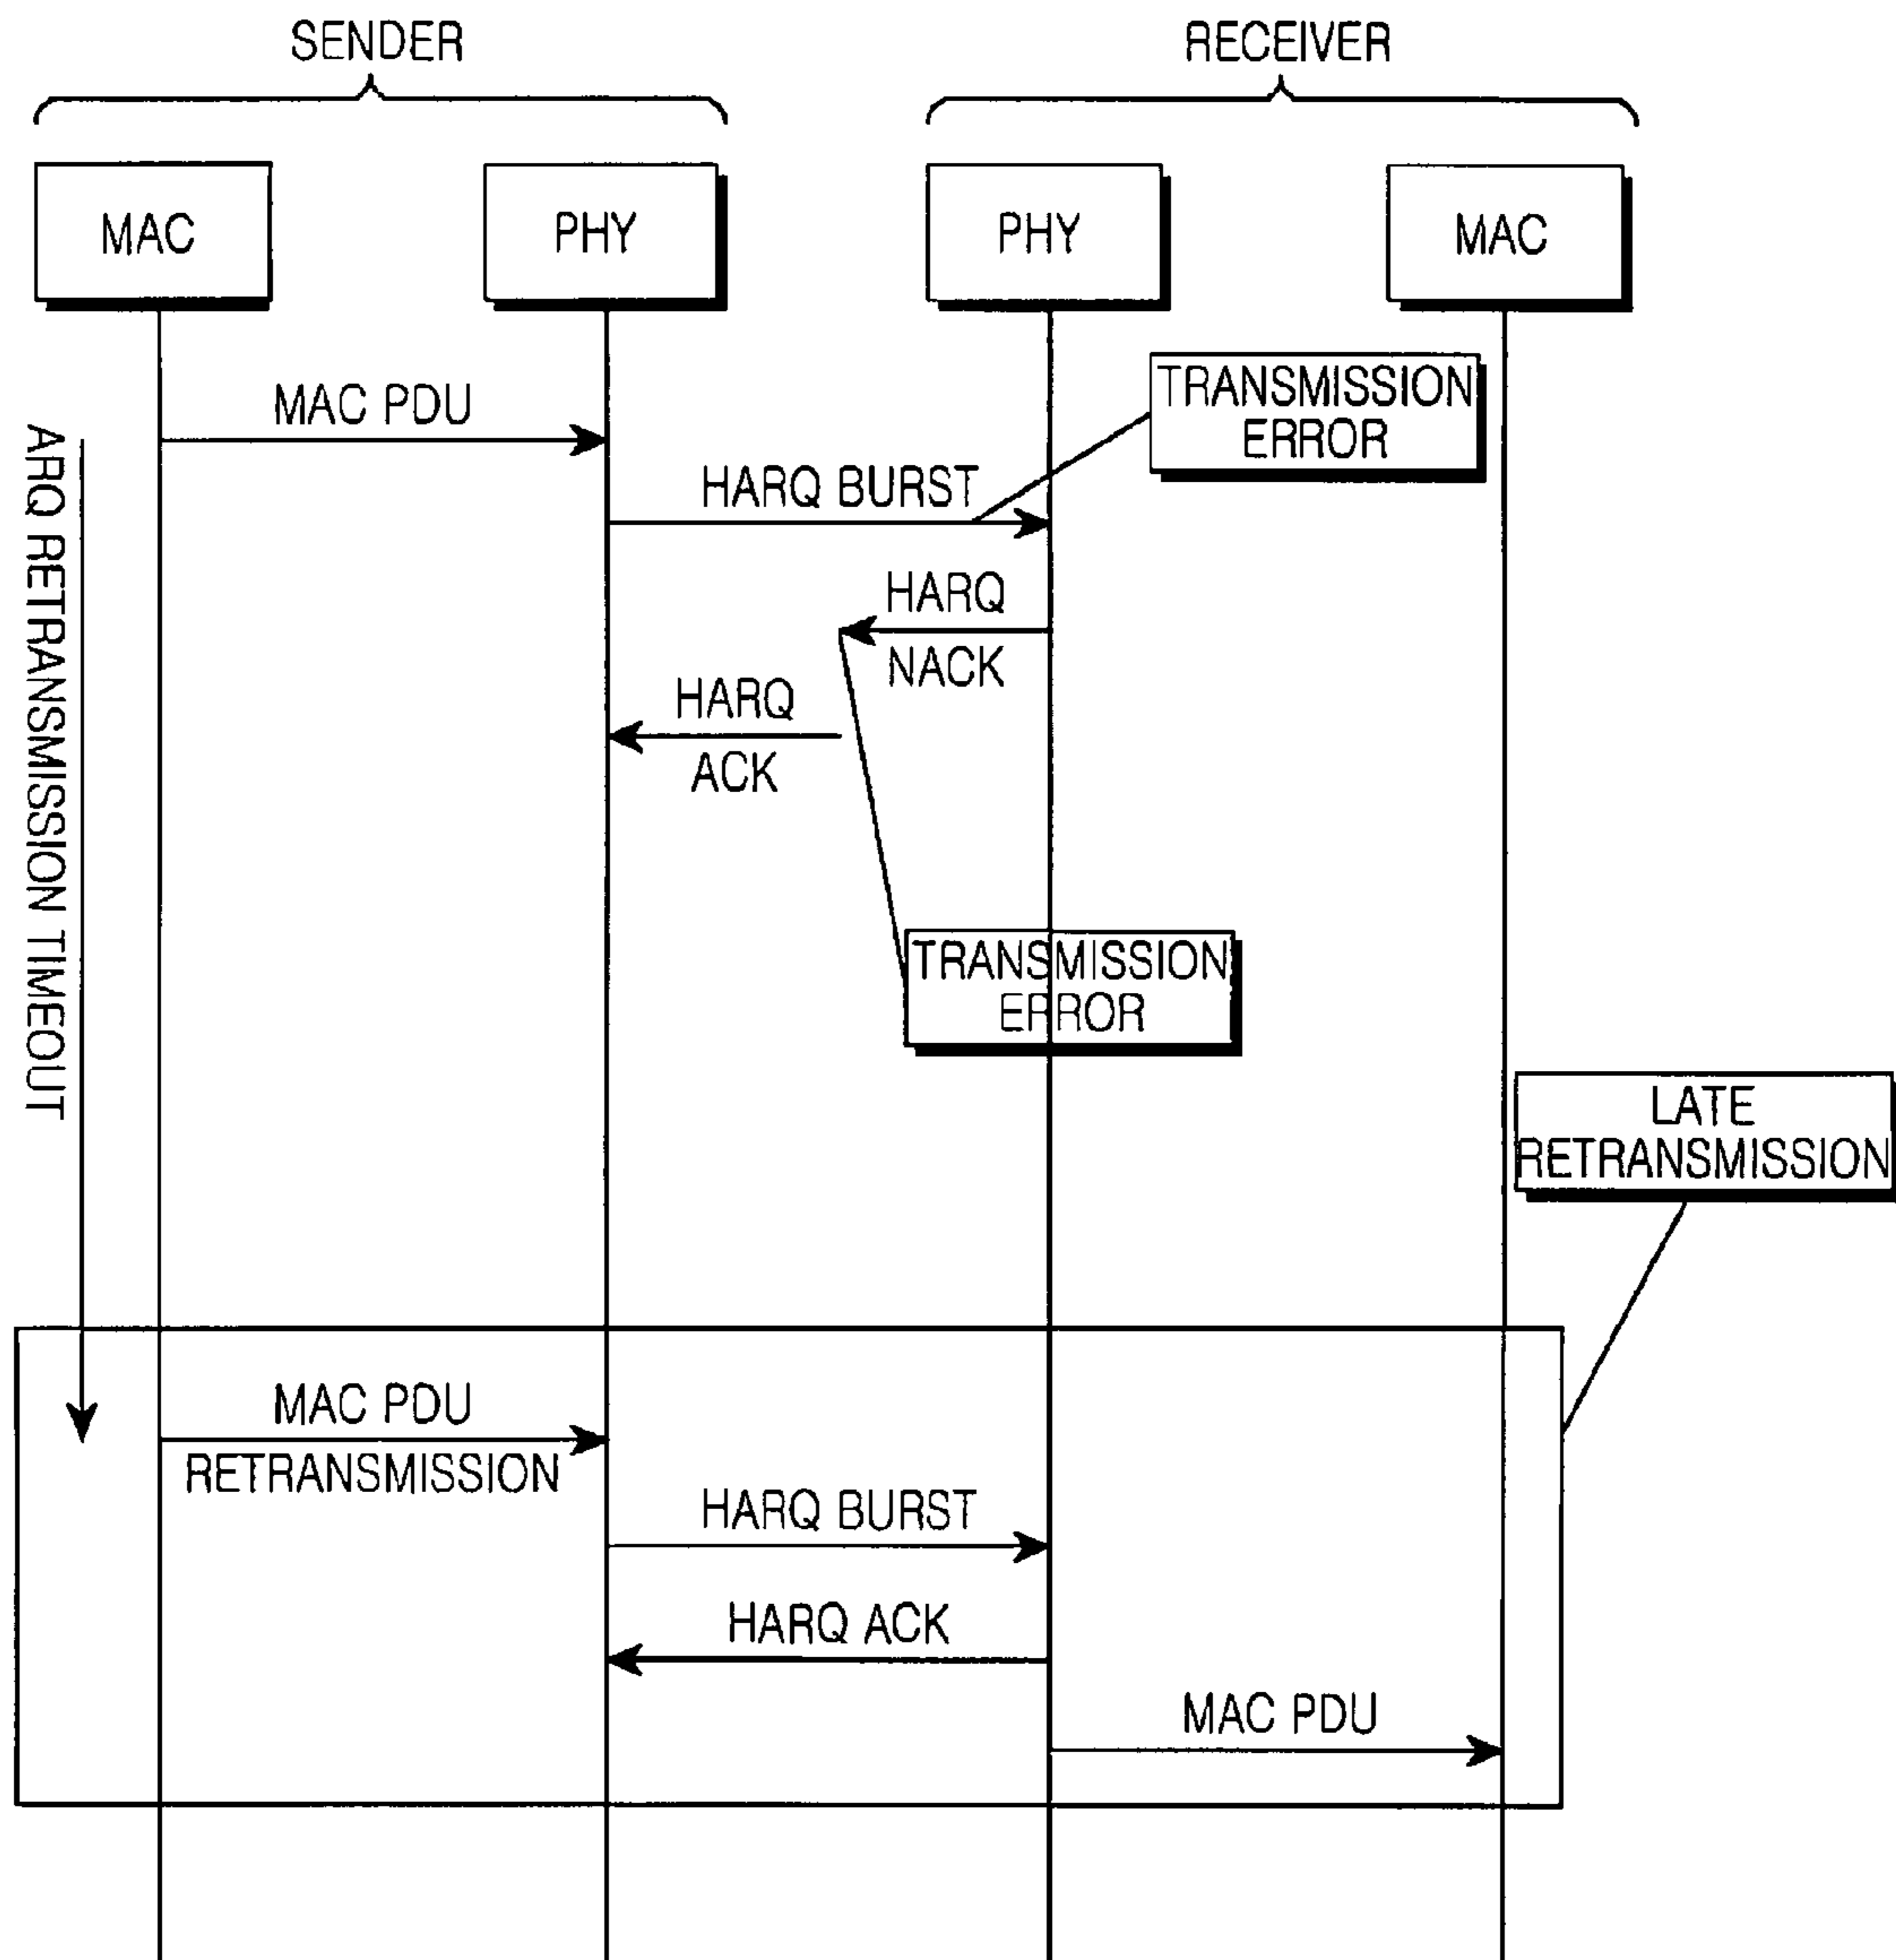 SENDER
RECEIVER
MAC
PHY
PHY
MAC
MAC PDU
TRANSMISSION
ERROR
HARQ BURST
HARQ
NACK
HARQ
ACK
ARQ RETRANSMISSION TIMEOUT
TRANSMISSION
ERROR
LATE
RETRANSMISSION
MAC PDU
RETRANSMISSION
HARQ BURST
HARQ ACK
MAC PDU